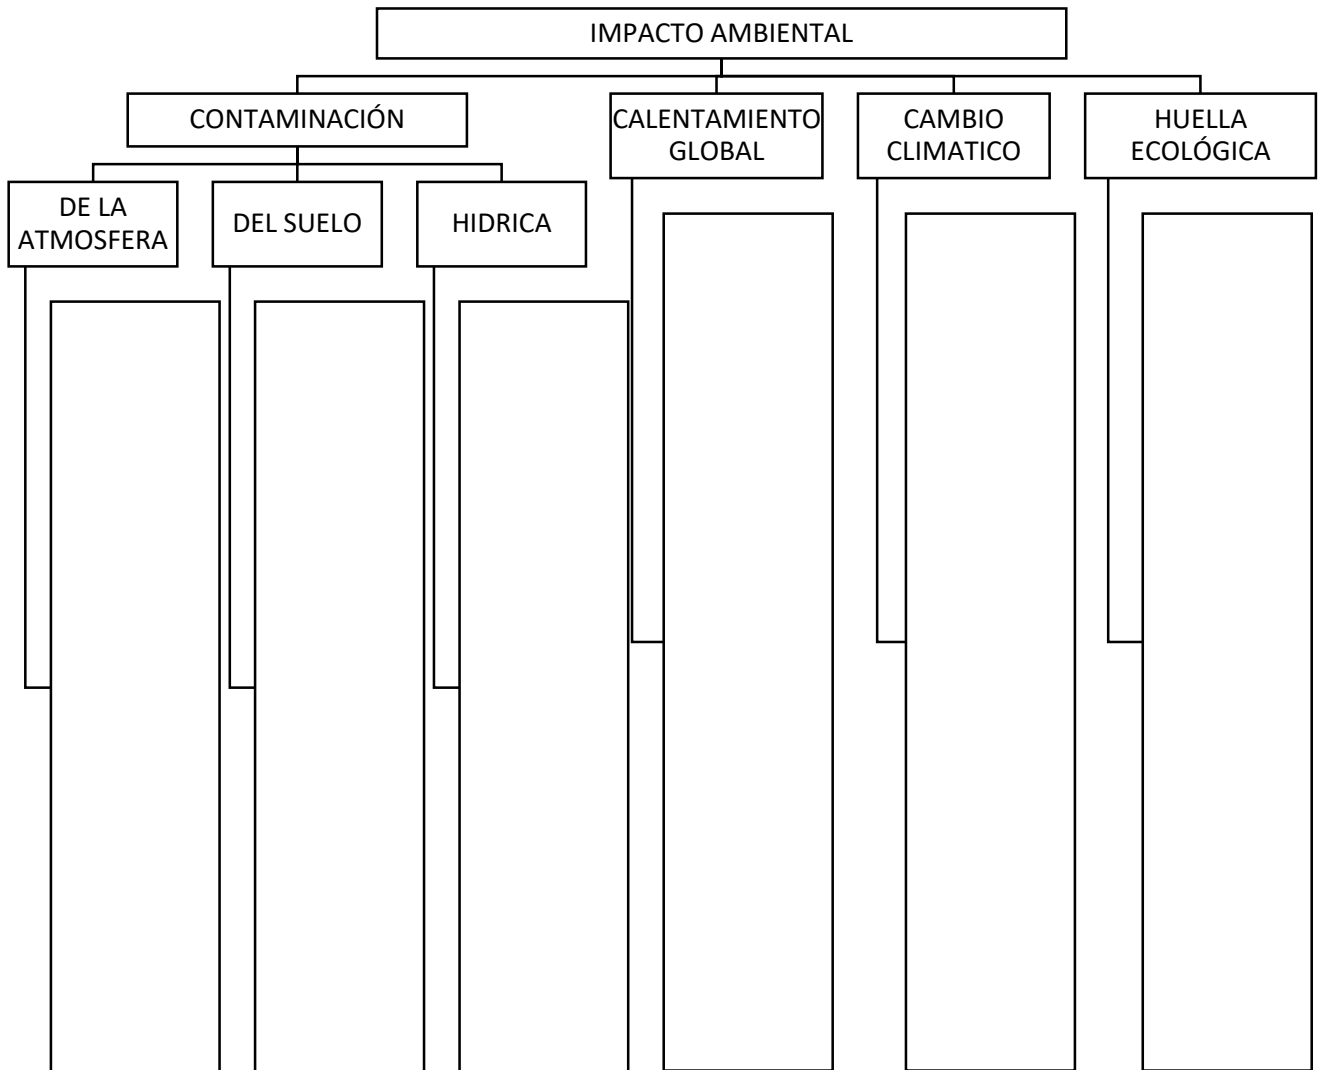 IMPACTO AMBIENTAL
CONTAMINACIÓN
CALENTAMIENTO
GLOBAL
CAMBIO
CLIMATICO
HUELLA
ECOLÓGICA
DE LA
ATMOSFERA
DEL SUELO
HIDRICA